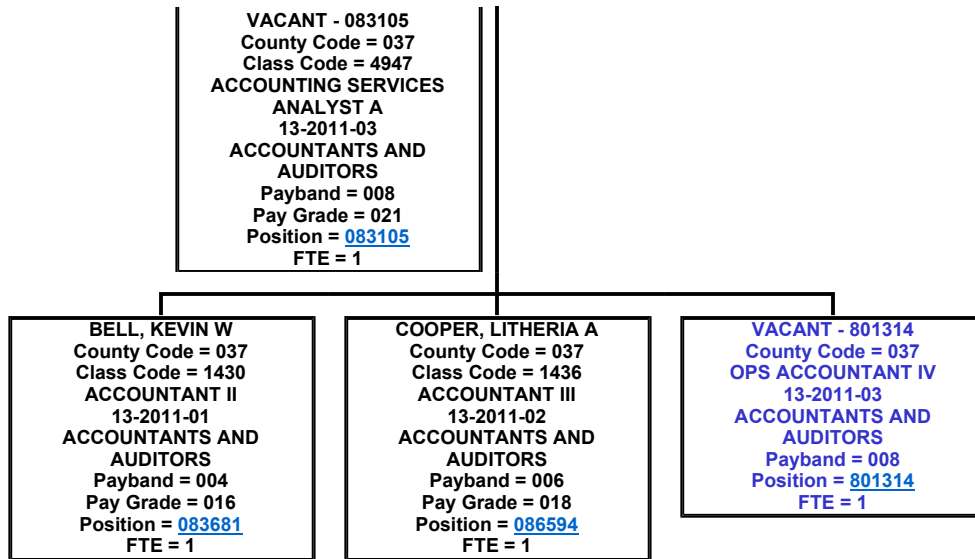 VACANT - 083105
County Code = 037
Class Code = 4947
ACCOUNTING SERVICES
ANALYST A
13-2011-03
ACCOUNTANTS AND
AUDITORS
Payband = 008
Pay Grade = 021
Position = 083105
FTE = 1
BELL, KEVIN W
County Code = 037
Class Code = 1430
ACCOUNTANT II
13-2011-01
ACCOUNTANTS AND
AUDITORS
Payband = 004
Pay Grade = 016
Position = 083681
FTE = 1
COOPER, LITHERIA A
County Code = 037
Class Code = 1436
ACCOUNTANT III
13-2011-02
ACCOUNTANTS AND
AUDITORS
Payband = 006
Pay Grade = 018
Position = 086594
FTE = 1
VACANT - 801314
County Code = 037
OPS ACCOUNTANT IV
13-2011-03
ACCOUNTANTS AND
AUDITORS
Payband = 008
Position = 801314
FTE = 1